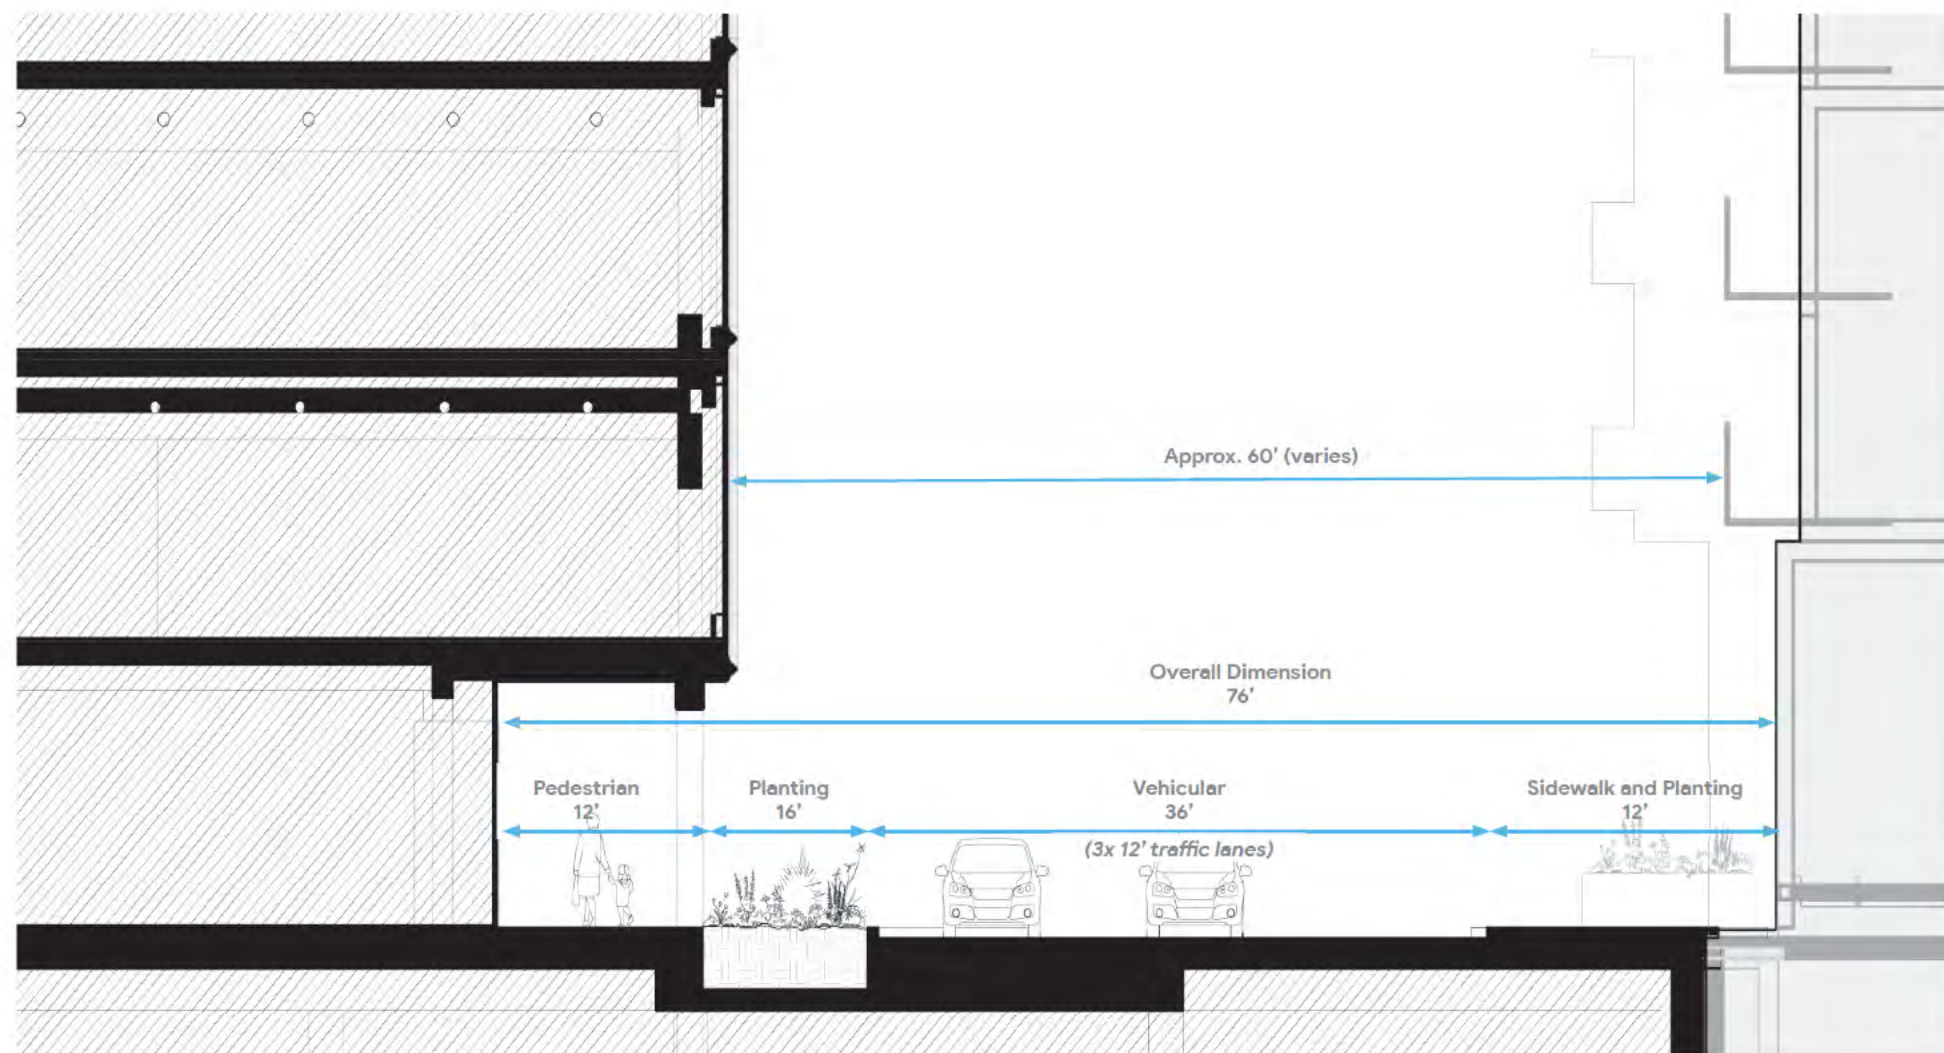 Approx. 60' (varies)
Overall Dimension
76'
Pedestrian
12'
Planting
16'
Vehicular
36'
(3x 12' traffic lanes)
Sidewalk and Planting
12'